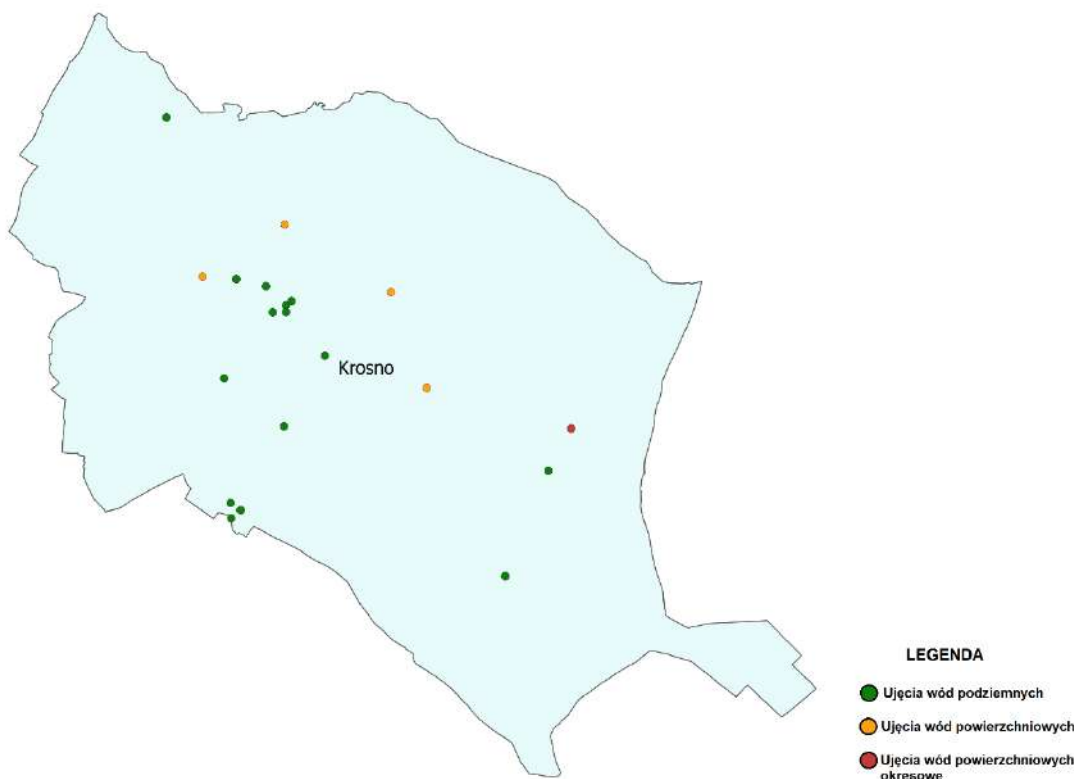 Krosno
LEGENDA
Ujęcia wód podziemnych
Ujęcia wód powierzchniowych
Ujęcia wód powierzchniowych
okresowe